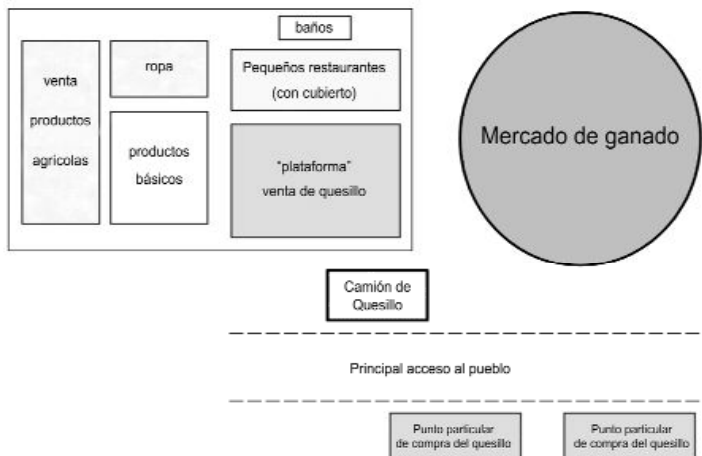 baños
venta
productos
agrícolas
ropa
productos
básicos
Pequeños restaurantes
(con cubierto)
"plataforma"
venta de quesillo
Mercado de ganado
Camión de
Quesillo
Principal acceso al pueblo
Punto particular
de compra del quesillo
Punto particular
de compra del quesillo